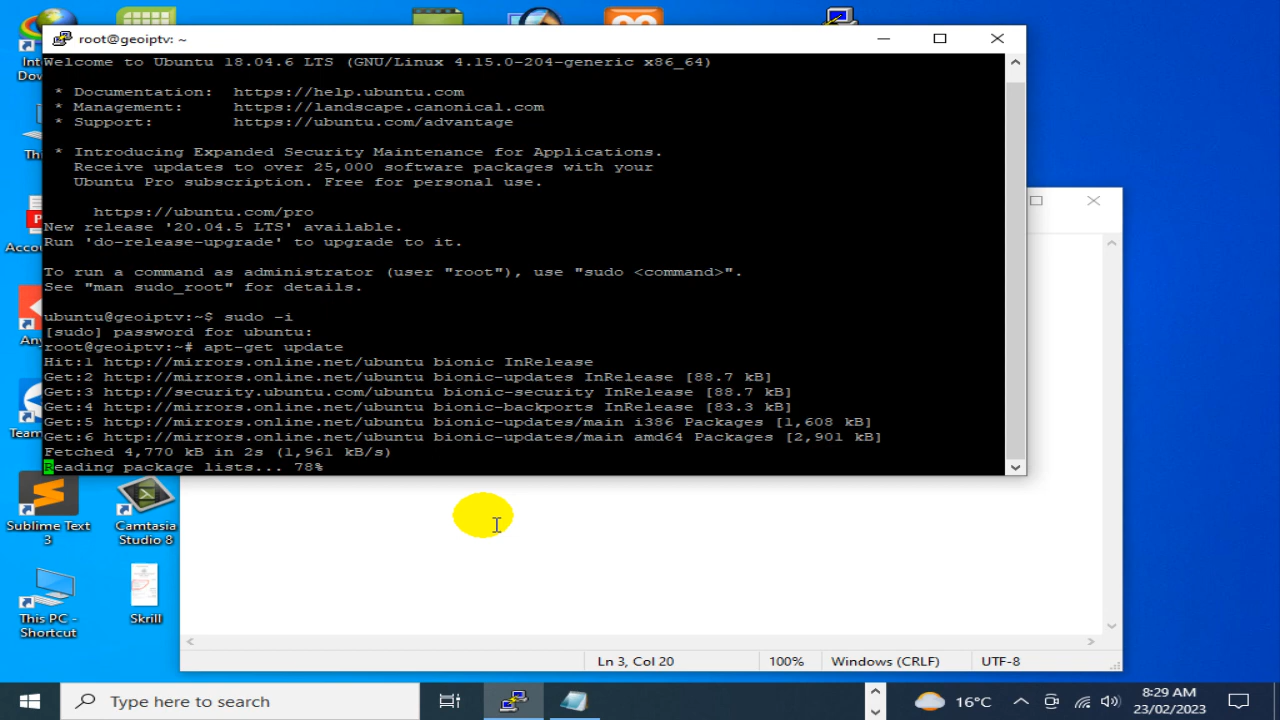 root@geoiptv: ~
Welcome to Ubuntu 18.04.6 LTS (GNU/Linux 4.15.0-204-generic x86_64)
* Documentation: https://help.ubuntu.com
* Management: https://landscape.canonical.com
* Support: https://ubuntu.com/advantage
* Introducing Expanded Security Maintenance for Applications.
Receive updates to over 25,000 software packages with your
Ubuntu Pro subscription. Free for personal use.
https://ubuntu.com/pro
New release '20.04.5 LTS' available.
Run 'do-release-upgrade' to upgrade to it.
To run a command as administrator (user "root"), use "sudo <command>".
See "man sudo_root" for details.
ubuntu@geoiptv:~$ sudo -i
[sudo] password for ubuntu:
root@geoiptv:~# apt-get update
Hit:1 http://mirrors.online.net/ubuntu bionic InRelease
Get:2 http://mirrors.online.net/ubuntu bionic-updates InRelease [88.7 kB]
Get:3 http://security.ubuntu.com/ubuntu bionic-security InRelease [88.7 kB]
Get:4 http://mirrors.online.net/ubuntu bionic-backports InRelease [83.3 kB]
Get:5 http://mirrors.online.net/ubuntu bionic-updates/main i386 Packages [1,608 kB]
Get:6 http://mirrors.online.net/ubuntu bionic-updates/main amd64 Packages [2,901 kB]
Fetched 4,770 kB in 2s (1,961 kB/s)
Reading package lists... 78%
Int
Dow
Thi
Accou
Any
Team
Sublime Text
3
Camtasia
Studio 8
This PC -
Shortcut
Skrill
Ln 3, Col 20
100%
Windows (CRLF)
UTF-8
Type here to search
16°C
8:29 AM
23/02/2023